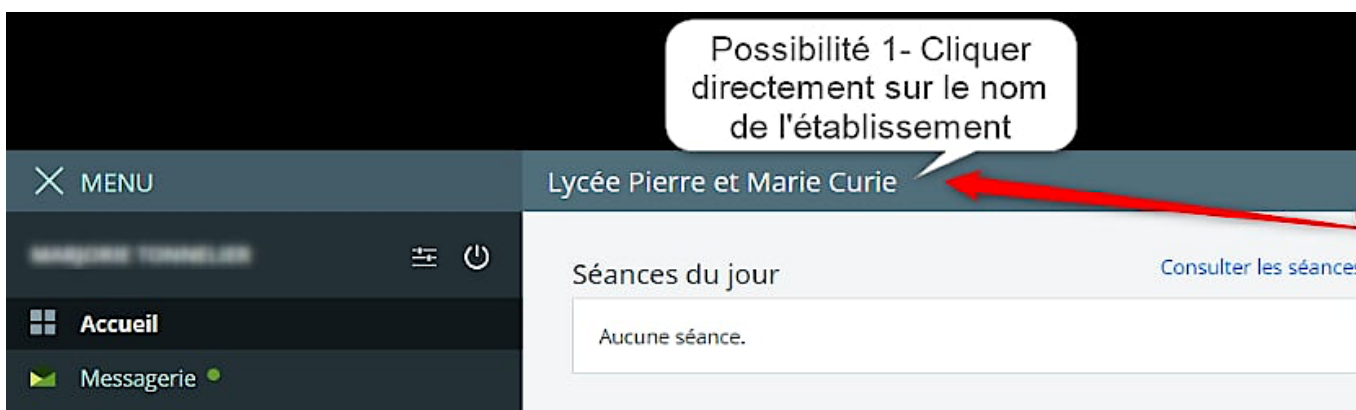 Possibilité 1- Cliquer
directement sur le nom
de l'établissement
MENU
Lycée Pierre et Marie Curie
Séances du jour
Consulter les séances
Accueil
Aucune séance.
Messagerie